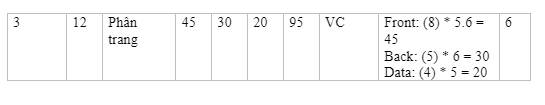 3 12 Phân 45 30 20 95 VC Front: (8) * 5.6 = 6
trang 45
Back: (5) * 6 = 30
Data: (4) * 5 = 20